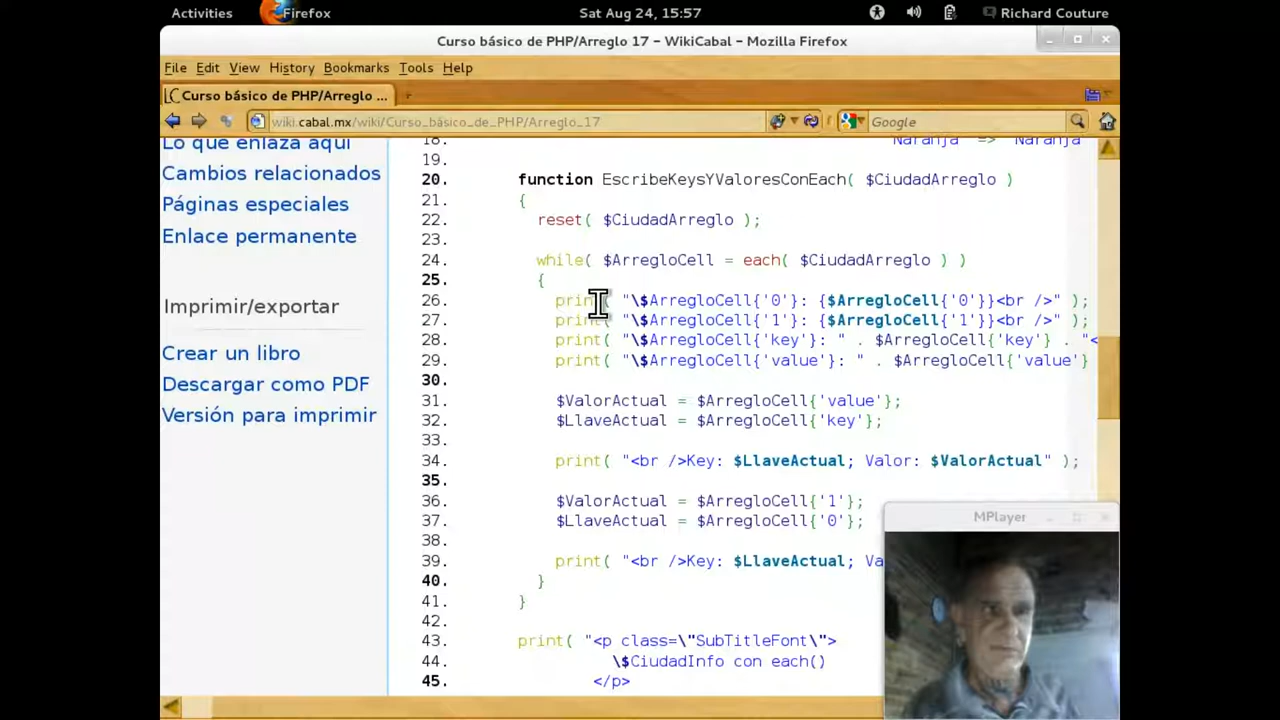 Activities Firefox Sat Aug 24, 15:57 Richard Couture
Curso básico de PHP/Arreglo 17 - WikiCabal - Mozilla Firefox
File Edit View History Bookmarks Tools Help
Curso básico de PHP/Arreglo ...
wiki.cabal.mx/wiki/Curso_básico_de_PHP/Arreglo_17 Google
Lo que enlaza aquí
Cambios relacionados
Páginas especiales
Enlace permanente
Imprimir/exportar
Crear un libro
Descargar como PDF
Versión para imprimir
18. "Naranja" => "Naranja"
19.
20. function EscribeKeysYValoresConEach( $CiudadArreglo )
21. {
22. reset( $CiudadArreglo );
23.
24. while( $ArregloCell = each( $CiudadArreglo ) )
25. {
26. print( "\$ArregloCell{'0'}: {$ArregloCell{'0'}}<br />" );
27. print( "\$ArregloCell{'1'}: {$ArregloCell{'1'}}<br />" );
28. print( "\$ArregloCell{'key'}: " . $ArregloCell{'key'} . "<
29. print( "\$ArregloCell{'value'}: " . $ArregloCell{'value'}
30.
31. $ValorActual = $ArregloCell{'value'};
32. $LlaveActual = $ArregloCell{'key'};
33.
34. print( "<br />Key: $LlaveActual; Valor: $ValorActual" );
35.
36. $ValorActual = $ArregloCell{'1'};
37. $LlaveActual = $ArregloCell{'0'};
39. print( "<br />Key: $LlaveActual; Va
40. }
41. }
42.
43. print( "<p class=\"SubTitleFont\">
44. \$CiudadInfo con each()
45. </p>
MPlayer